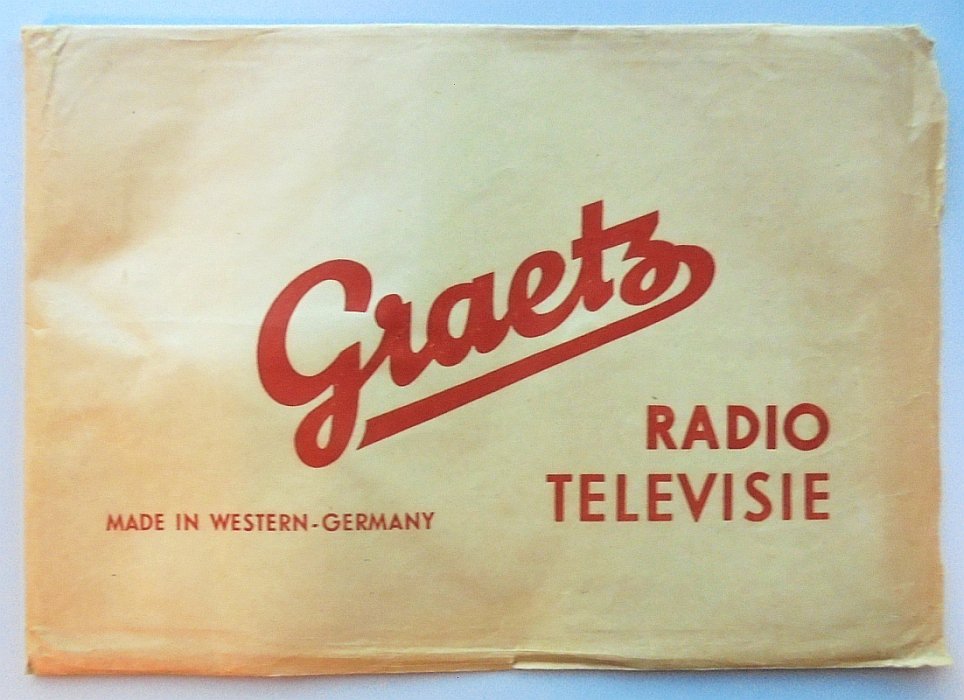 Graetz
RADIO
TELEVISIE
MADE IN WESTERN-GERMANY